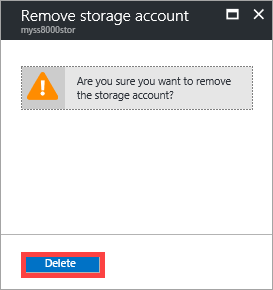 Remove storage account
myss8000stor
Are you sure you want to remove
the storage account?
Delete